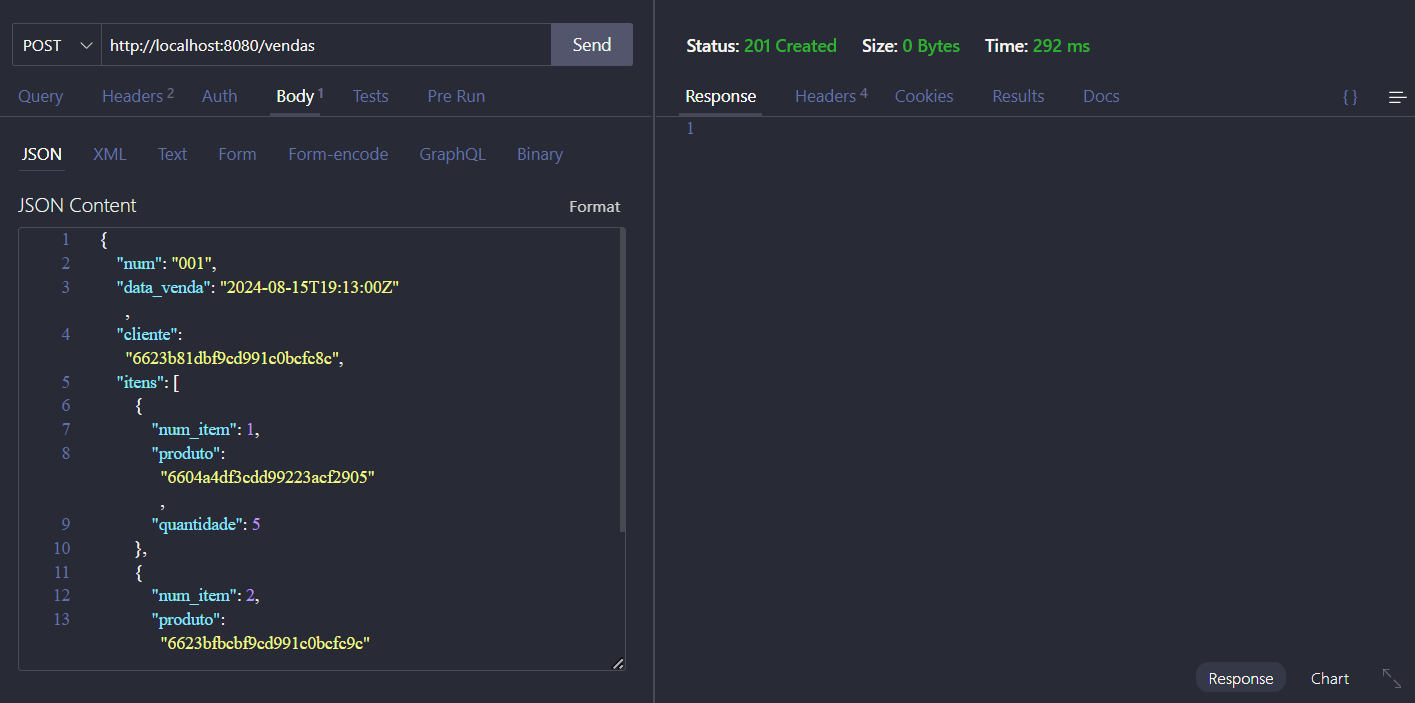 POST http://localhost:8080/vendas Send
Query Headers 2 Auth Body 1 Tests Pre Run
JSON XML Text Form Form-encode GraphQL Binary
JSON Content Format
1 {
2 "num": "001",
3 "data_venda": "2024-08-15T19:13:00Z"
,
4 "cliente":
"6623b81dbf9cd991c0bcfc8c",
5 "itens": [
6 {
7 "num_item": 1,
8 "produto":
"6604a4df3cdd99223acf2905"
,
9 "quantidade": 5
10 },
11 {
12 "num_item": 2,
13 "produto":
"6623bfbcbf9cd991c0bcfc9c"
Status: 201 Created Size: 0 Bytes Time: 292 ms
Response Headers 4 Cookies Results Docs { }
1
Response Chart